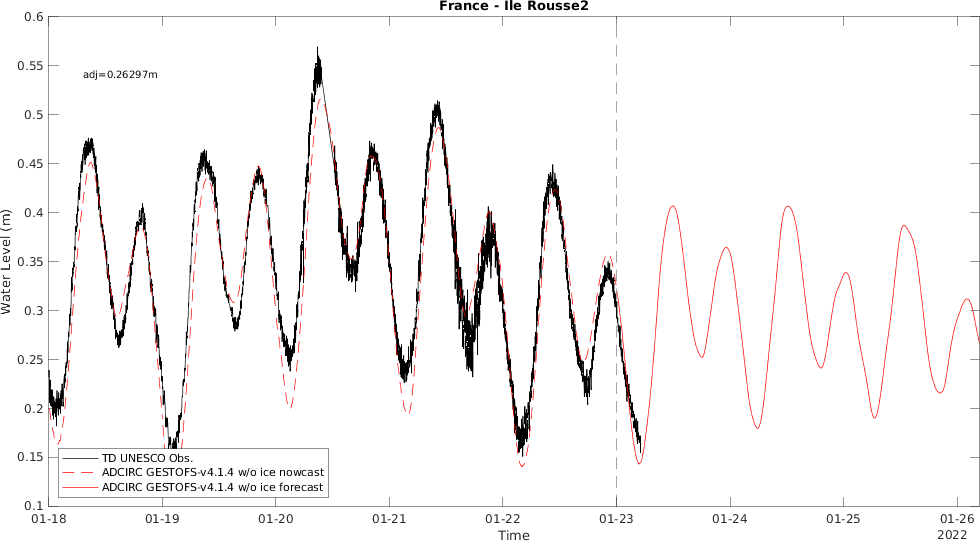 France - Ile Rousse2
0.6
0.55
0.5
0.45
0.4
0.35
0.3
0.25
0.2
0.15
0.1
Water Level (m)
adj=0.26297m
TD UNESCO Obs.
ADCIRC GESTOFS-v4.1.4 w/o ice nowcast
ADCIRC GESTOFS-v4.1.4 w/o ice forecast
01-18 01-19 01-20 01-21 01-22 01-23 01-24 01-25 01-26
Time
2022